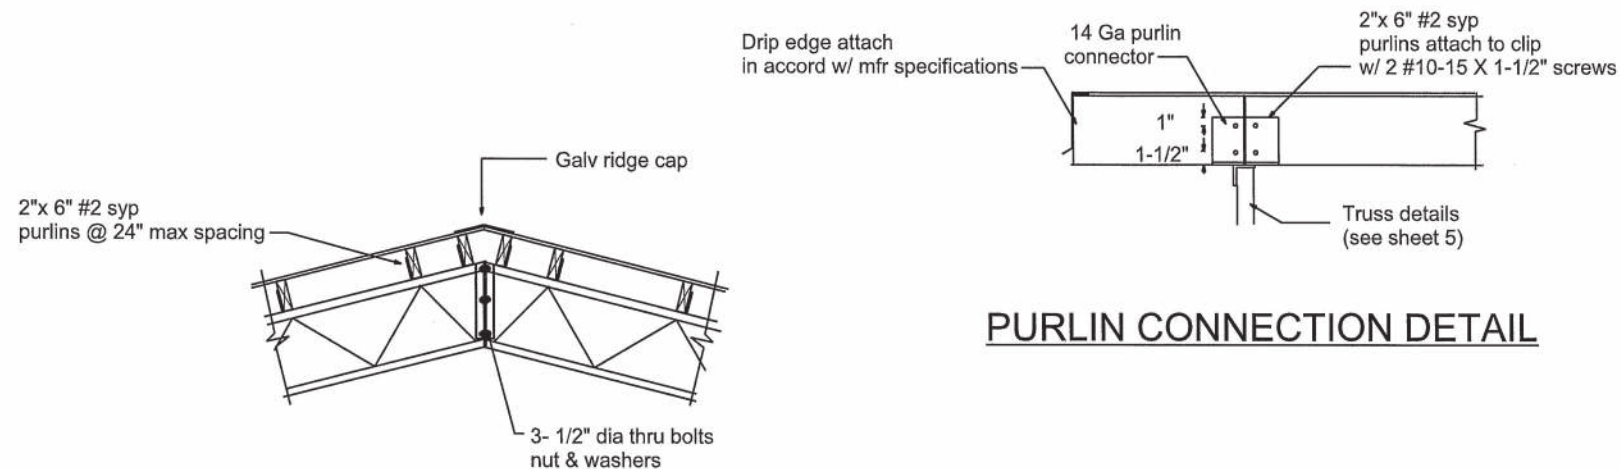 Drip edge attach
in accord w/ mfr specifications
14 Ga purlin
connector
2"x 6" #2 syp
purlins attach to clip
w/ 2 #10-15 X 1-1/2" screws
1"
1-1/2"
Truss details
(see sheet 5)
PURLIN CONNECTION DETAIL
Galv ridge cap
2"x 6" #2 syp
purlins @ 24" max spacing
3- 1/2" dia thru bolts
nut & washers